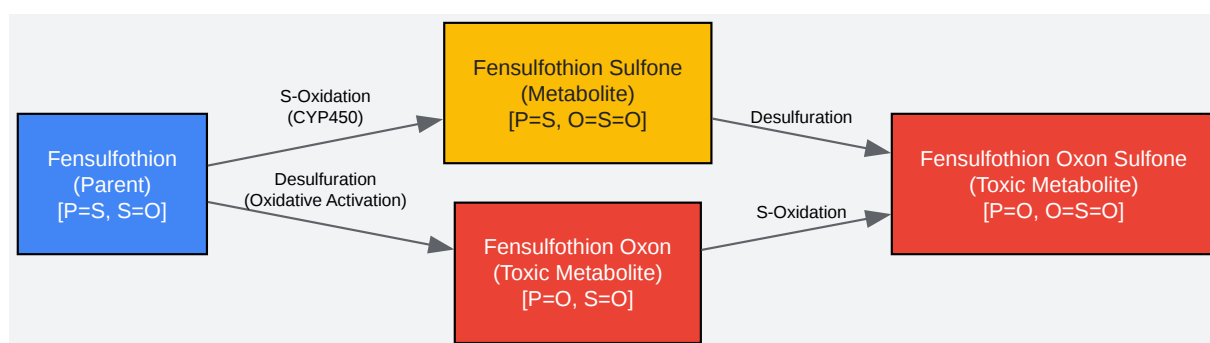 Fensulfothion
(Parent)
[P=S, S=O]
S-Oxidation
(CYP450)
Desulfuration
(Oxidative Activation)
Fensulfothion Sulfone
(Metabolite)
[P=S, O=S=O]
Fensulfothion Oxon
(Toxic Metabolite)
[P=O, S=O]
Desulfuration
S-Oxidation
Fensulfothion Oxon Sulfone
(Toxic Metabolite)
[P=O, O=S=O]